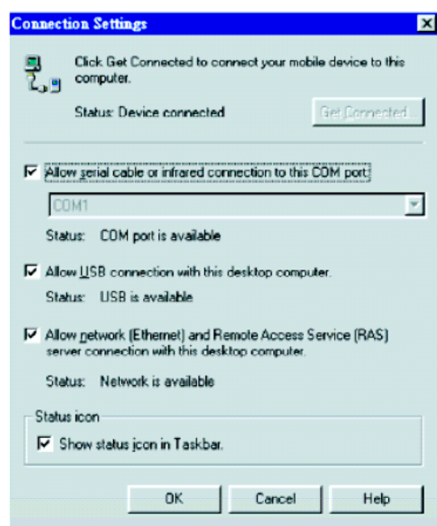 Connection Settings
Click Get Connected to connect your mobile device to this
computer.
Status: Device connected
Get Connected...
Allow serial cable or infrared connection to this COM port:
COM1
Status: COM port is available
Allow USB connection with this desktop computer.
Status: USB is available
Allow network (Ethernet) and Remote Access Service (RAS)
server connection with this desktop computer.
Status: Network is available
Status icon
Show status icon in Taskbar.
OK
Cancel
Help